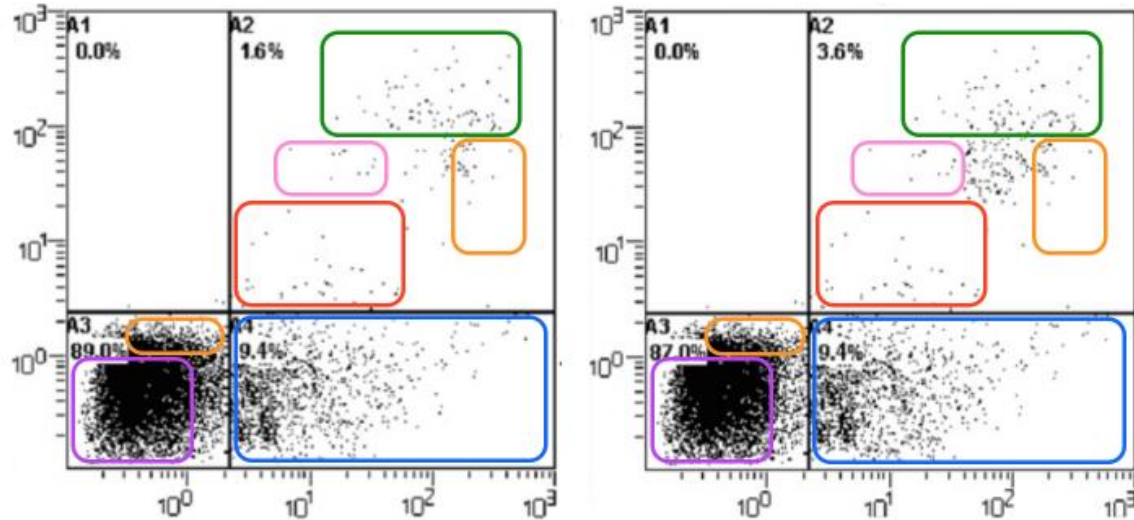 10³ A1 0.0% A2 1.6%
10²
10¹
10⁰ A3 89.0% A4 9.4%
10⁰ 10¹ 10² 10³
10³ A1 0.0% A2 3.6%
10²
10¹
10⁰ A3 87.0% 9.4%
10⁰ 10¹ 10² 10³